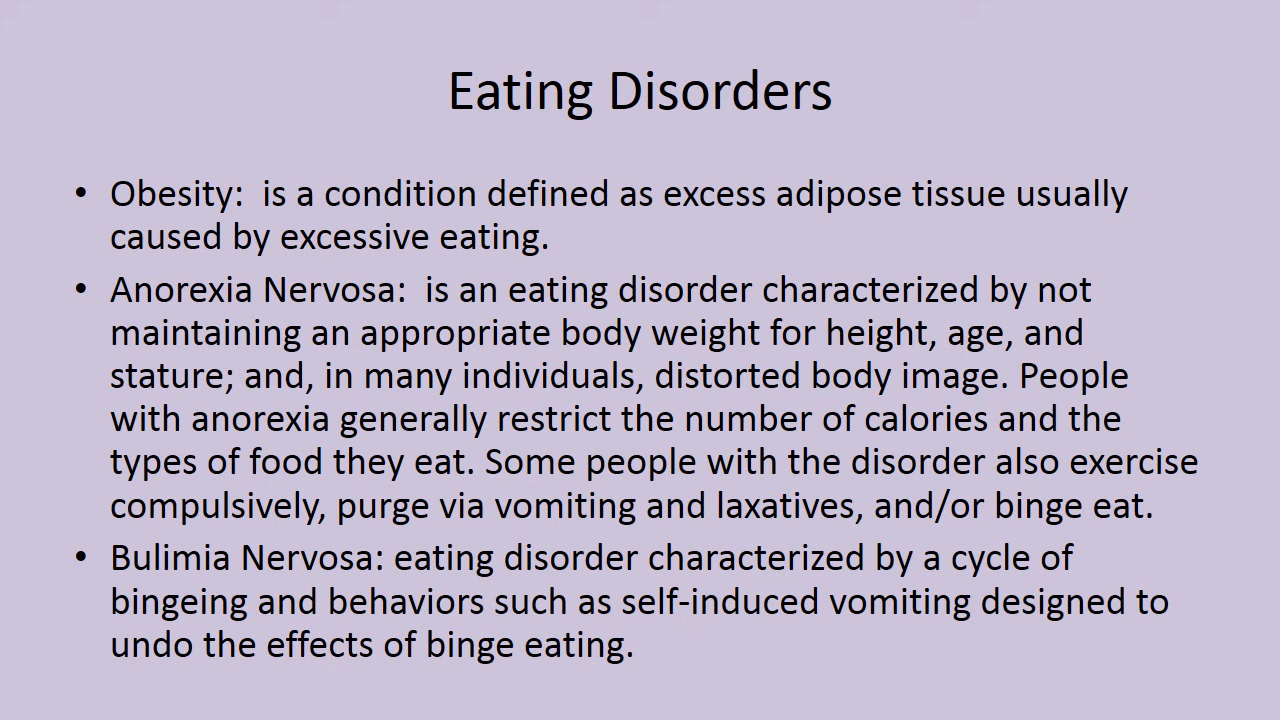 Eating Disorders
• Obesity:  is a condition defined as excess adipose tissue usually
caused by excessive eating.
• Anorexia Nervosa:  is an eating disorder characterized by not
maintaining an appropriate body weight for height, age, and
stature; and, in many individuals, distorted body image. People
with anorexia generally restrict the number of calories and the
types of food they eat. Some people with the disorder also exercise
compulsively, purge via vomiting and laxatives, and/or binge eat.
• Bulimia Nervosa: eating disorder characterized by a cycle of
bingeing and behaviors such as self-induced vomiting designed to
undo the effects of binge eating.